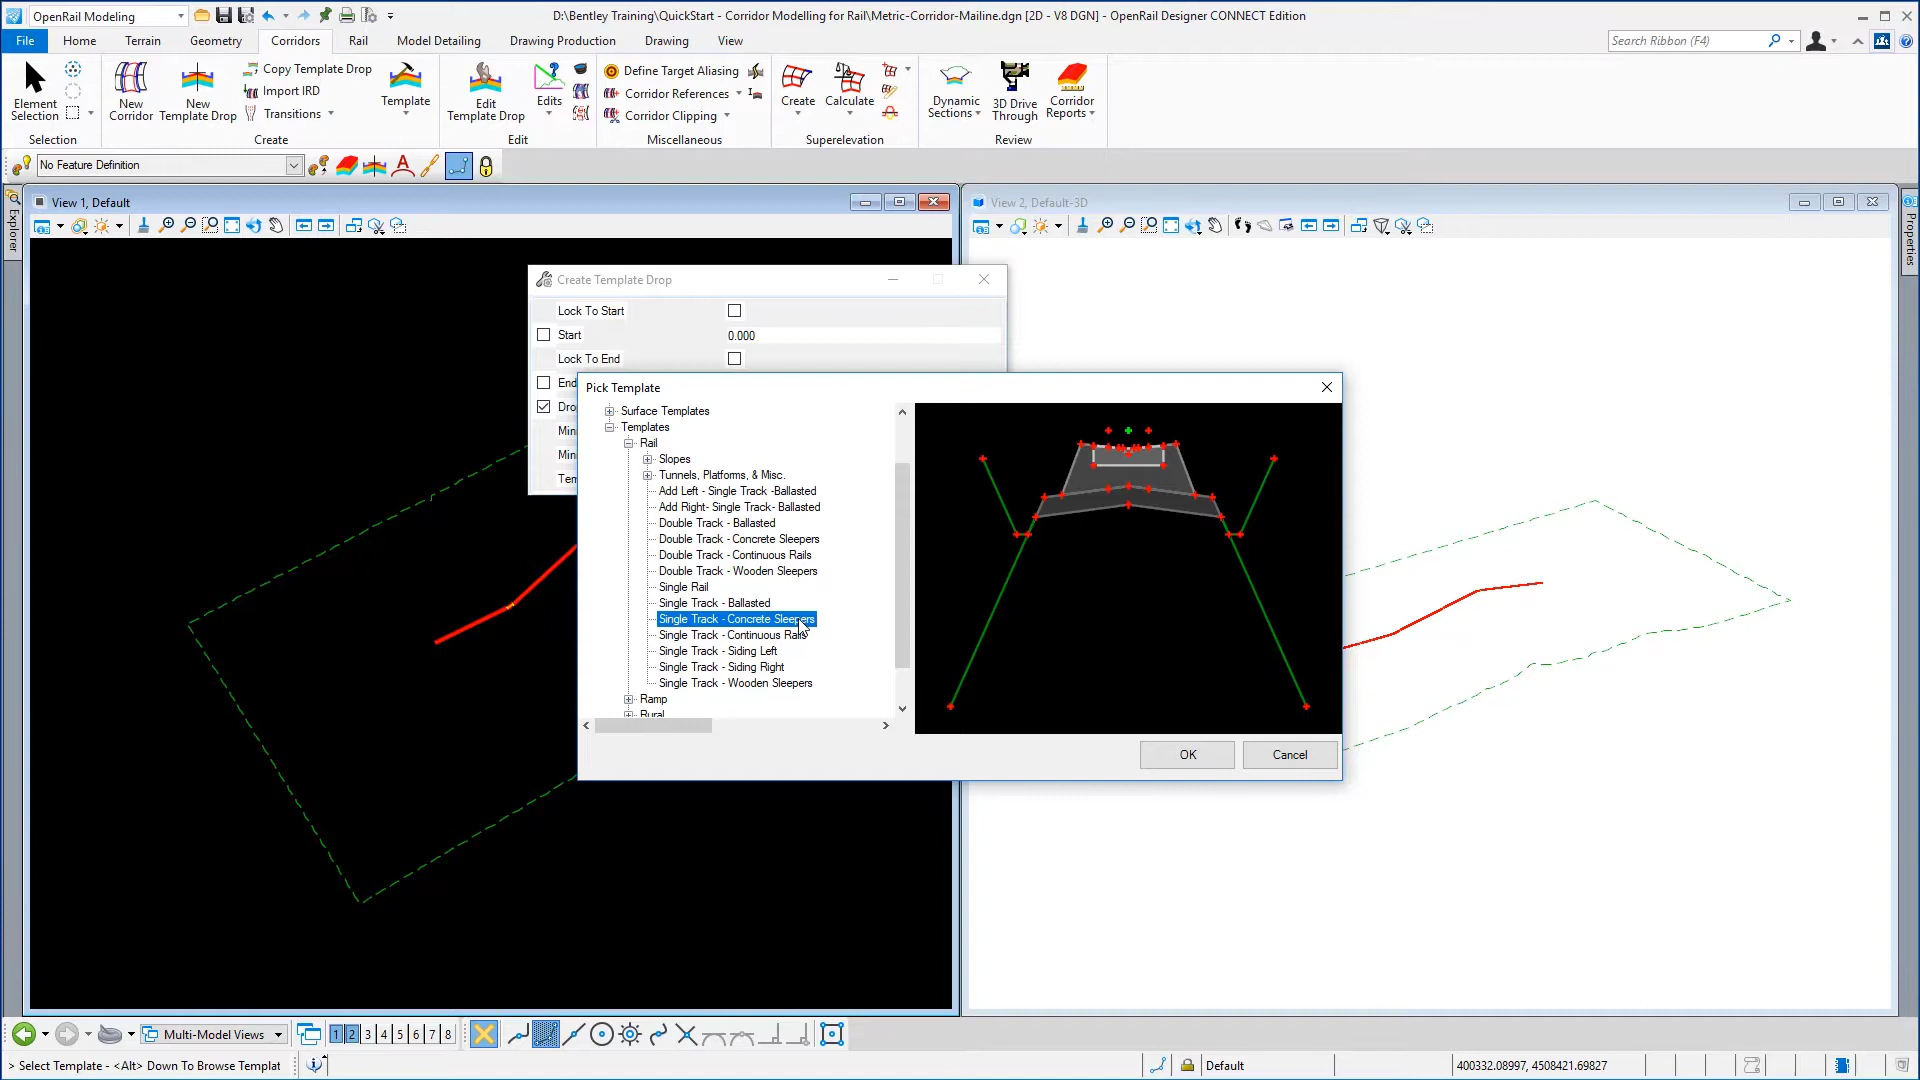 OpenRail Modeling
D:\Bentley Training\QuickStart - Corridor Modelling for Rail\Metric-Corridor-Mailine.dgn [2D - V8 DGN] - OpenRail Designer CONNECT Edition
File Home Terrain Geometry Corridors Rail Model Detailing Drawing Production Drawing View
Search Ribbon (F4)
Element Selection
New Corridor
New Template Drop
Copy Template Drop
Import IRD
Transitions
Template
Edit Template Drop
Edits
Define Target Aliasing
Corridor References
Corridor Clipping
Create
Calculate
Dynamic Sections
3D Drive Through
Corridor Reports
Selection Create Edit Miscellaneous Superelevation Review
No Feature Definition
Explorer
View 1, Default
View 2, Default-3D
Properties
Create Template Drop
Lock To Start
Start 0.000
Lock To End
End
Dro
Min
Min
Tem
Pick Template
Surface Templates
Templates
Rail
Slopes
Tunnels, Platforms, & Misc.
Add Left - Single Track -Ballasted
Add Right- Single Track- Ballasted
Double Track - Ballasted
Double Track - Concrete Sleepers
Double Track - Continuous Rails
Double Track - Wooden Sleepers
Single Rail
Single Track - Ballasted
Single Track - Concrete Sleepers
Single Track - Continuous Rails
Single Track - Siding Left
Single Track - Siding Right
Single Track - Wooden Sleepers
Ramp
Rural
OK Cancel
Multi-Model Views 1 2 3 4 5 6 7 8
> Select Template - <Alt> Down To Browse Templat
Default
400332.08997, 4508421.69827